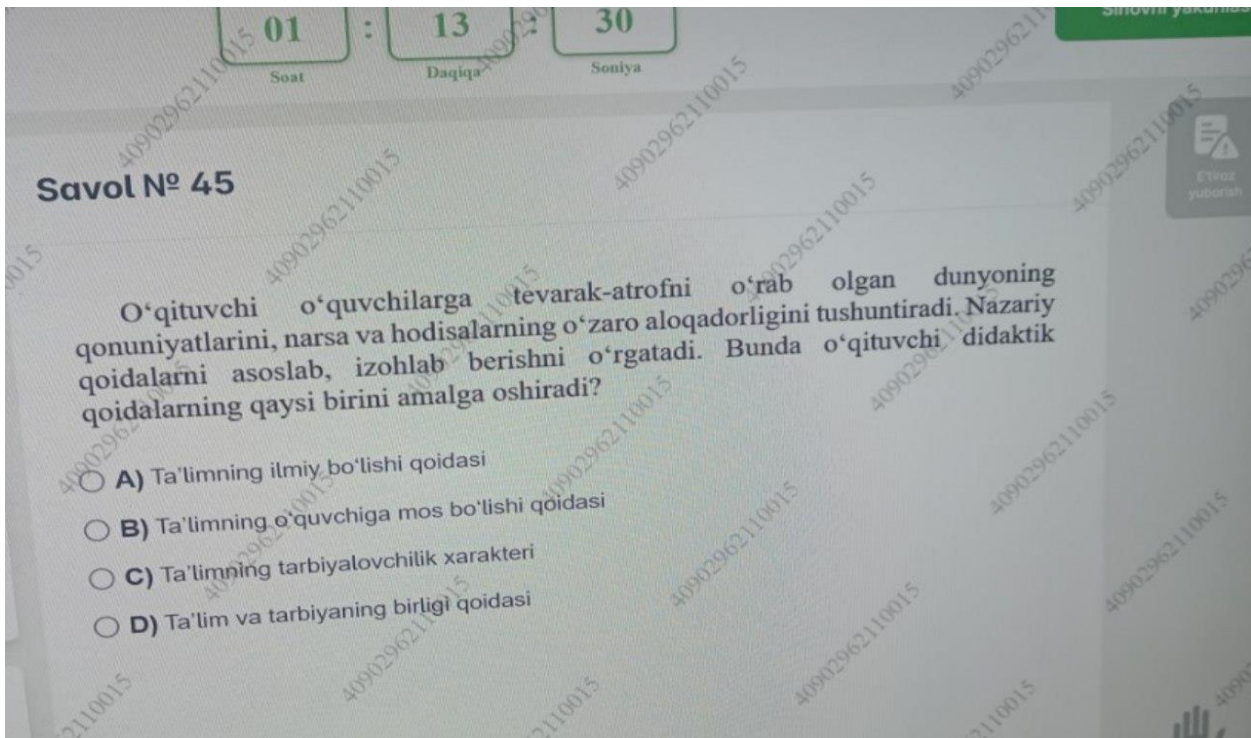 01 : 13 : 30
Soat Daqiqa Soniya
Savol № 45
E'tiroz
yuborish
O‘qituvchi o‘quvchilarga tevarak-atrofni o‘rab olgan dunyoning
qonuniyatlarini, narsa va hodisalarning o‘zaro aloqadorligini tushuntiradi. Nazariy
qoidalarni asoslab, izohlab berishni o‘rgatadi. Bunda o‘qituvchi didaktik
qoidalarning qaysi birini amalga oshiradi?
A) Ta'limning ilmiy bo'lishi qoidasi
B) Ta'limning o'quvchiga mos bo'lishi qoidasi
C) Ta'limning tarbiyalovchilik xarakteri
D) Ta'lim va tarbiyaning birligi qoidasi
40902962110015